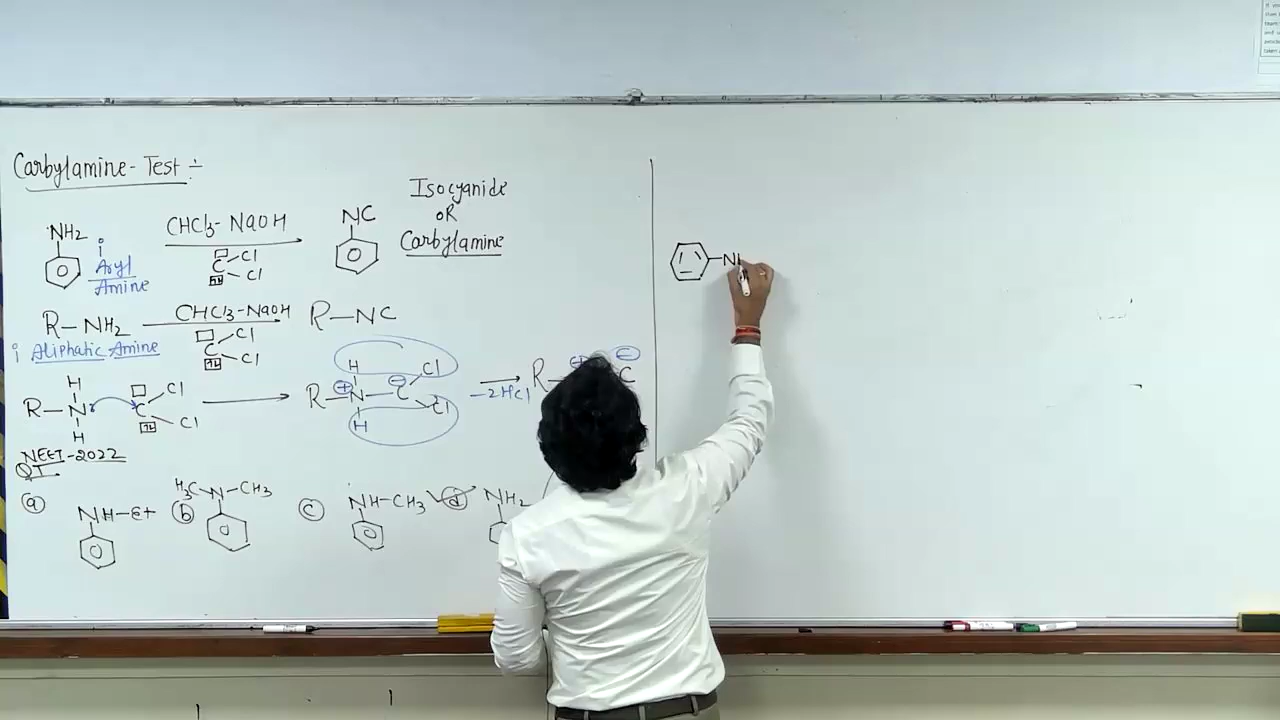 Carbylamine-Test ÷
NH2
i
Aryl
Amine
CHCl3-NaOH
Cl
C
Cl
NC
Isocyanide
OR
Carbylamine
R-NH2
i Aliphatic Amine
CHCl3-NaOH
Cl
C
Cl
R-NC
H
R-N
H
Cl
C
Cl
H
R-N-C
H
Cl
Cl
-2HCl
R
C
NEET-2022
Q1
a NH-Et
b H3C-N-CH3
c NH-CH3
d NH2
N